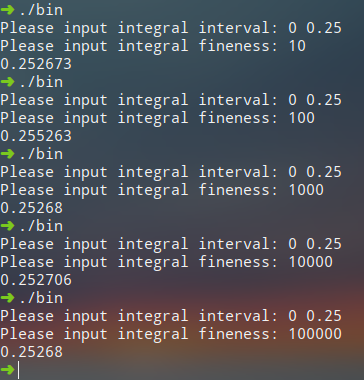 ➜ ./bin
Please input integral interval: 0 0.25
Please input integral fineness: 10
0.252673
➜ ./bin
Please input integral interval: 0 0.25
Please input integral fineness: 100
0.255263
➜ ./bin
Please input integral interval: 0 0.25
Please input integral fineness: 1000
0.25268
➜ ./bin
Please input integral interval: 0 0.25
Please input integral fineness: 10000
0.252706
➜ ./bin
Please input integral interval: 0 0.25
Please input integral fineness: 100000
0.25268
➜